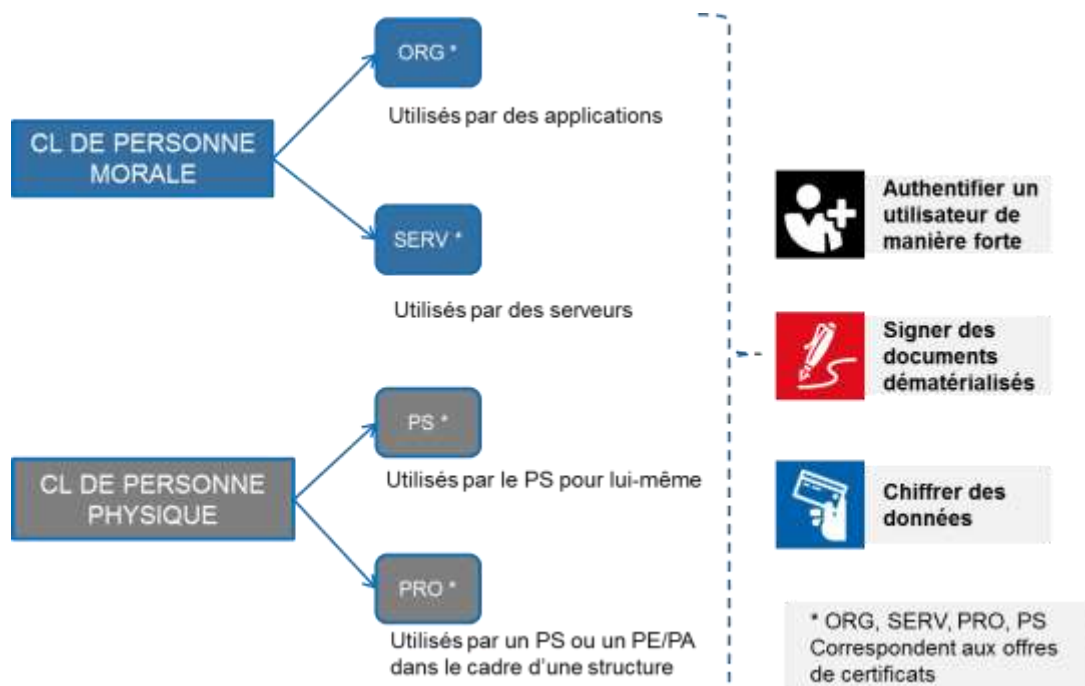 ORG *
Utilisés par des applications
CL DE PERSONNE
MORALE
SERV *
Utilisés par des serveurs
PS *
Utilisés par le PS pour lui-même
CL DE PERSONNE
PHYSIQUE
PRO *
Utilisés par un PS ou un PE/PA
dans le cadre d'une structure
Authentifier un
utilisateur de
manière forte
Signer des
documents
dématérialisés
Chiffrer des
données
* ORG, SERV, PRO, PS
Correspondent aux offres
de certificats